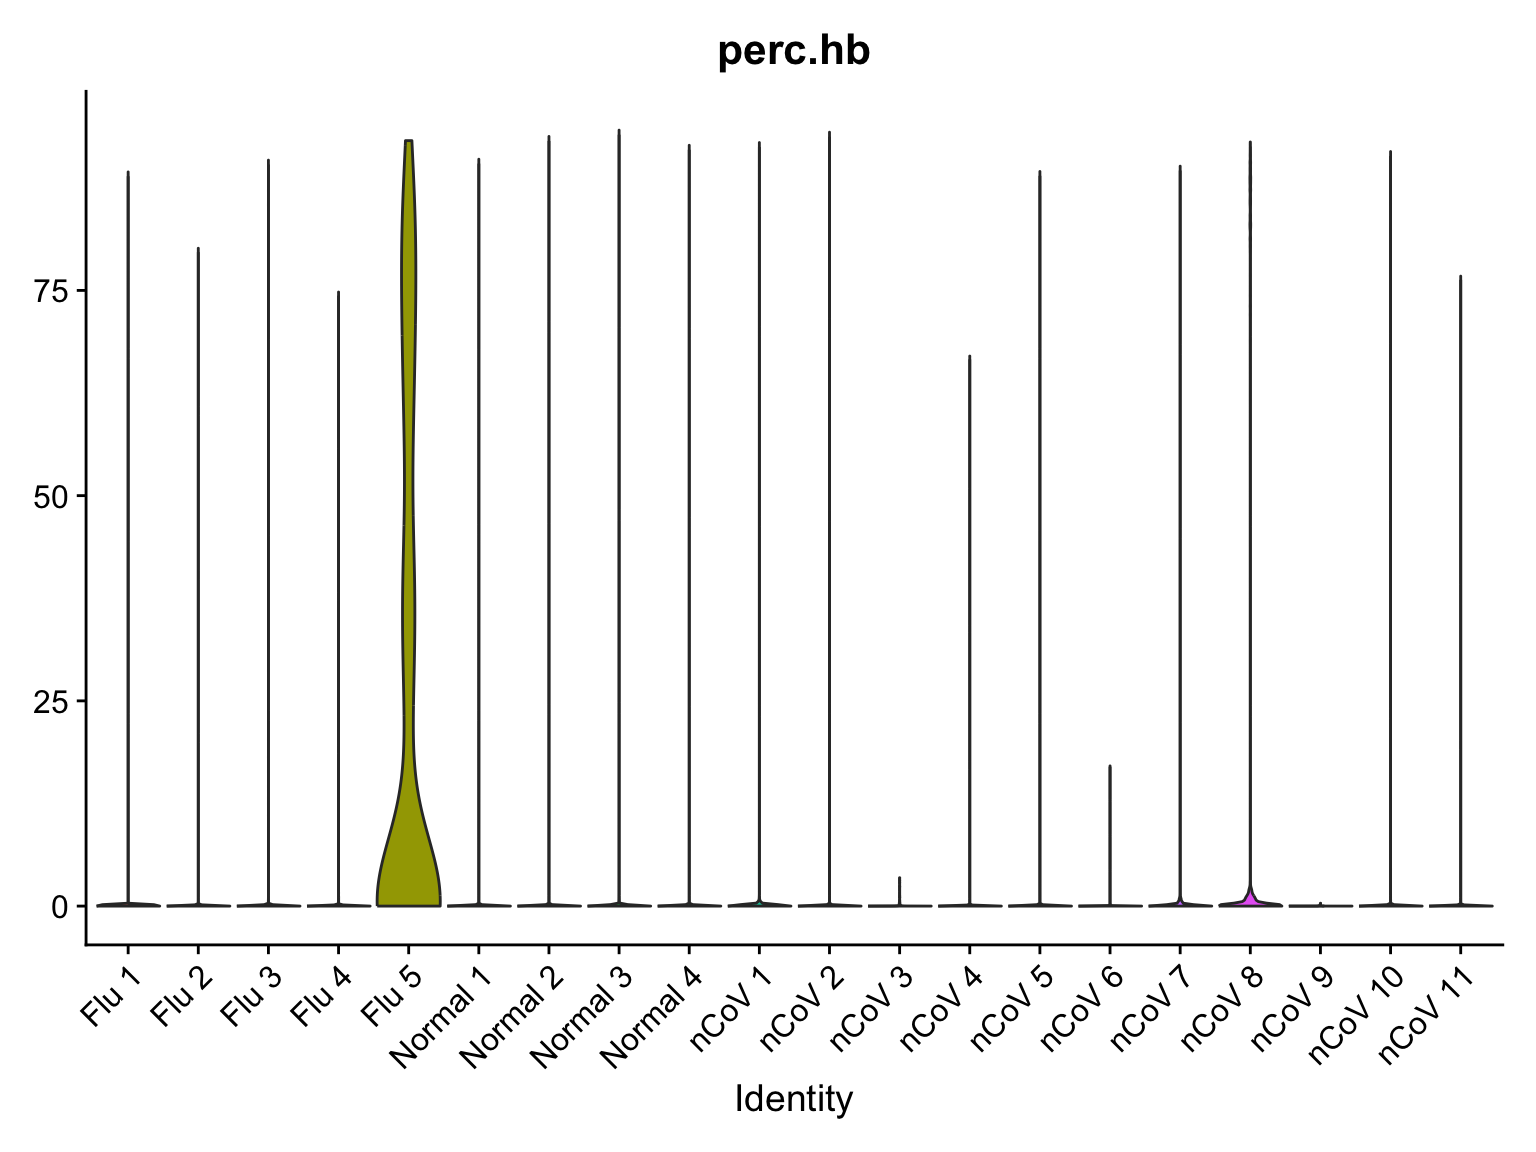 perc.hb
75
50
25
0
Flu 1
Flu 2
Flu 3
Flu 4
Flu 5
Normal 1
Normal 2
Normal 3
Normal 4
nCoV 1
nCoV 2
nCoV 3
nCoV 4
nCoV 5
nCoV 6
nCoV 7
nCoV 8
nCoV 9
nCoV 10
nCoV 11
Identity